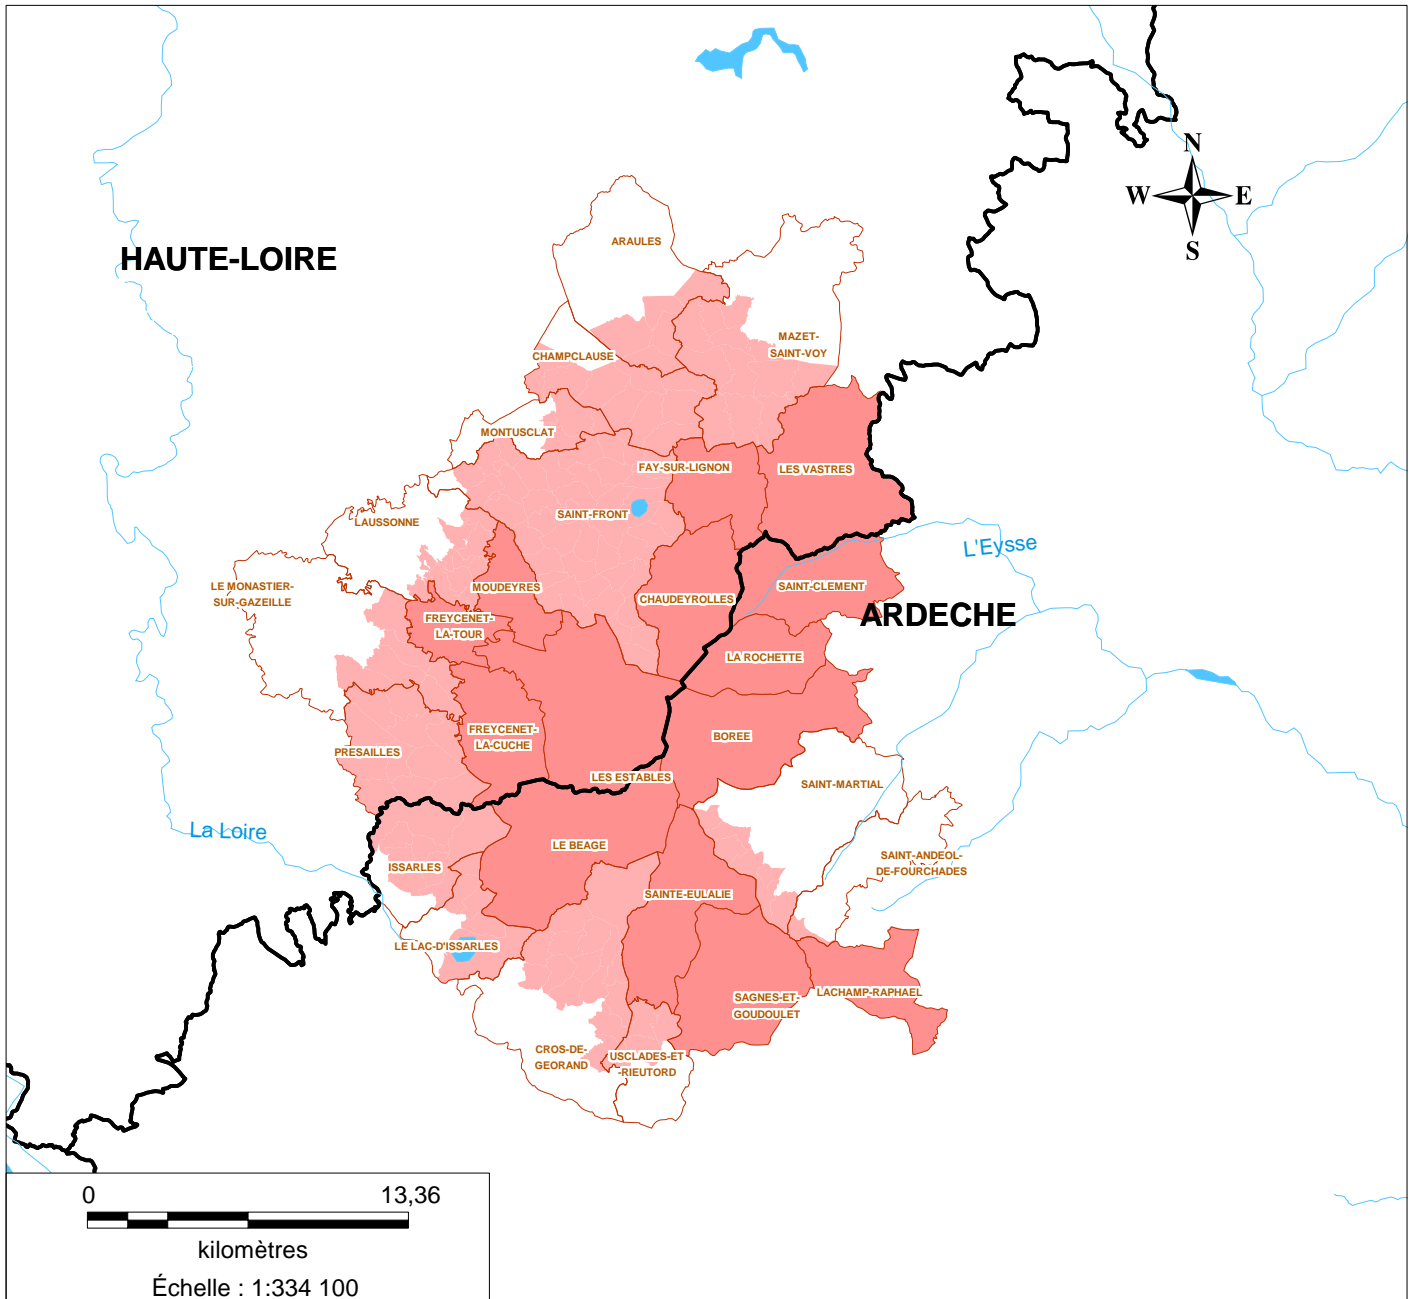 N
W
E
S
HAUTE-LOIRE
ARAULES
MAZET-
SAINT-VOY
CHAMPCLAUSE
MONTUSCLAT
FAY-SUR-LIGNON
LES VASTRES
SAINT-FRONT
LAUSSONNE
L'Eysse
LE MONASTIER-
SUR-GAZEILLE
MOUDEYRES
CHAUDEYROLLES
SAINT-CLEMENT
ARDECHE
FREYCENET-
LA-TOUR
LA ROCHETTE
PRESAILLES
FREYCENET-
LA-CUCHE
BOREE
LES ESTABLES
SAINT-MARTIAL
La Loire
LE BEAGE
SAINT-ANDEOL-
DE-FOURCHADES
ISSARLES
SAINTE-EULALIE
LE LAC-D'ISSARLES
SAGNES-ET-
GOUDOULET
LACHAMP-RAPHAEL
CROS-DE-
GEORAND
USCLADES-ET
-RIEUTORD
0
13,36
kilomètres
Échelle : 1:334 100